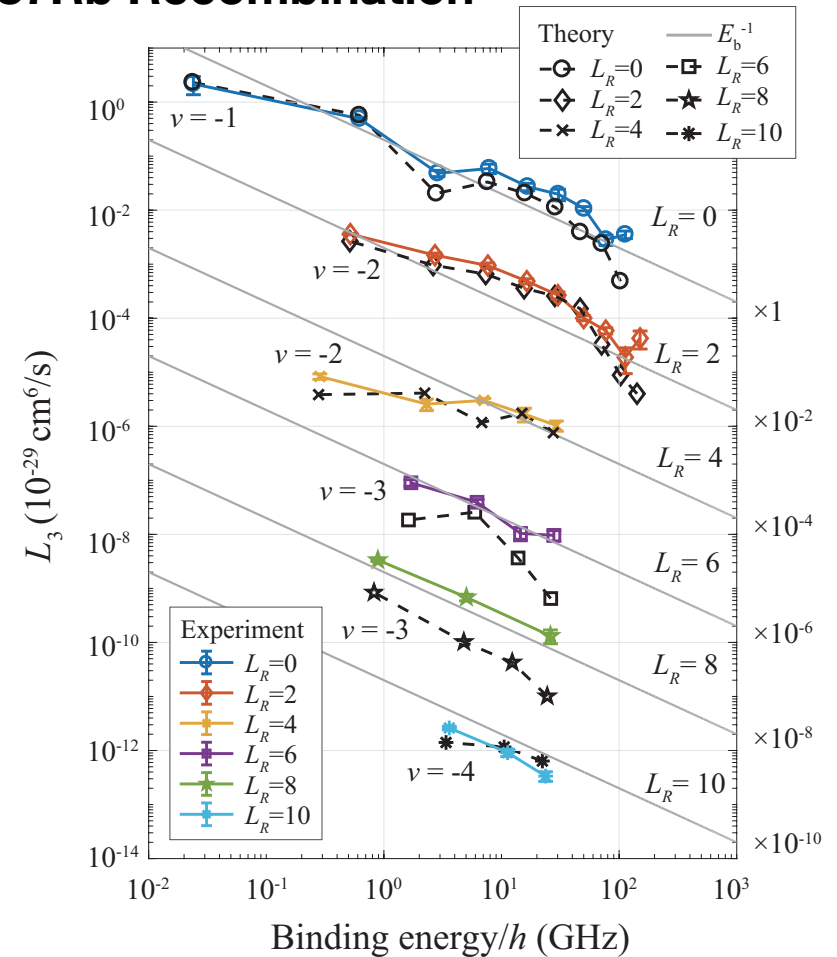 87Rb Recombination
Theory
E_b^-1
L_R=0
L_R=6
L_R=2
L_R=8
L_R=4
L_R=10
10^0
v = -1
10^-2
L_R= 0
v = -2
×1
10^-4
L_R= 2
v = -2
×10^-2
10^-6
L_R= 4
v = -3
×10^-4
10^-8
L_R= 6
Experiment
v = -3
×10^-6
10^-10
L_R= 8
L_R=0
L_R=2
L_R=4
L_R=6
L_R=8
L_R=10
×10^-8
10^-12
v = -4
L_R= 10
×10^-10
10^-14
10^-2
10^-1
10^0
10^1
10^2
10^3
L_3 (10^-29 cm^6/s)
Binding energy/h (GHz)